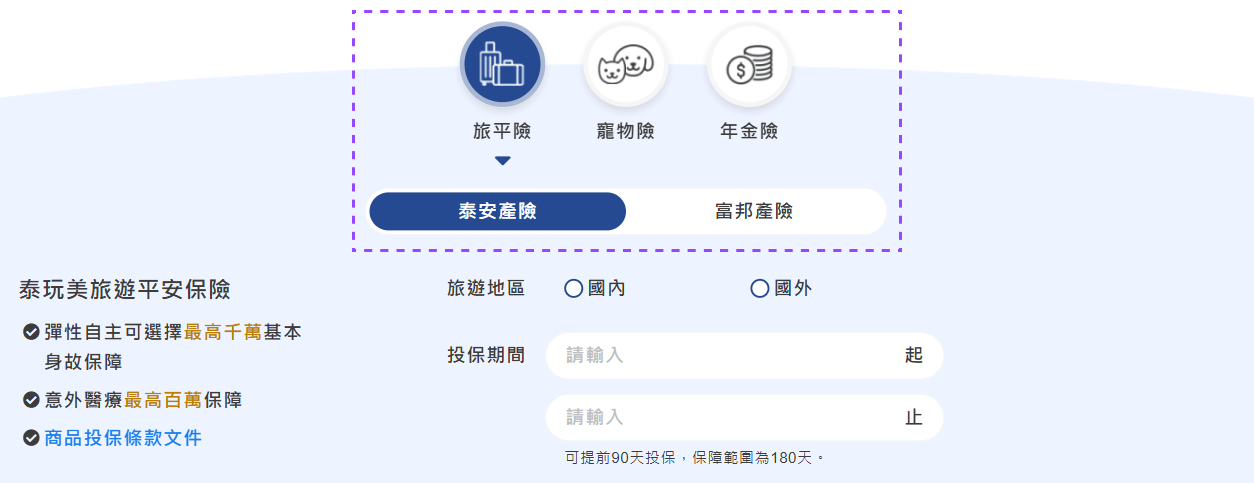 旅平險
寵物險
年金險
泰安產險
富邦產險
泰玩美旅遊平安保險
彈性自主可選擇最高千萬基本
身故保障
意外醫療最高百萬保障
商品投保條款文件
旅遊地區
國內
國外
投保期間
請輸入
起
請輸入
止
可提前90天投保，保障範圍為180天。